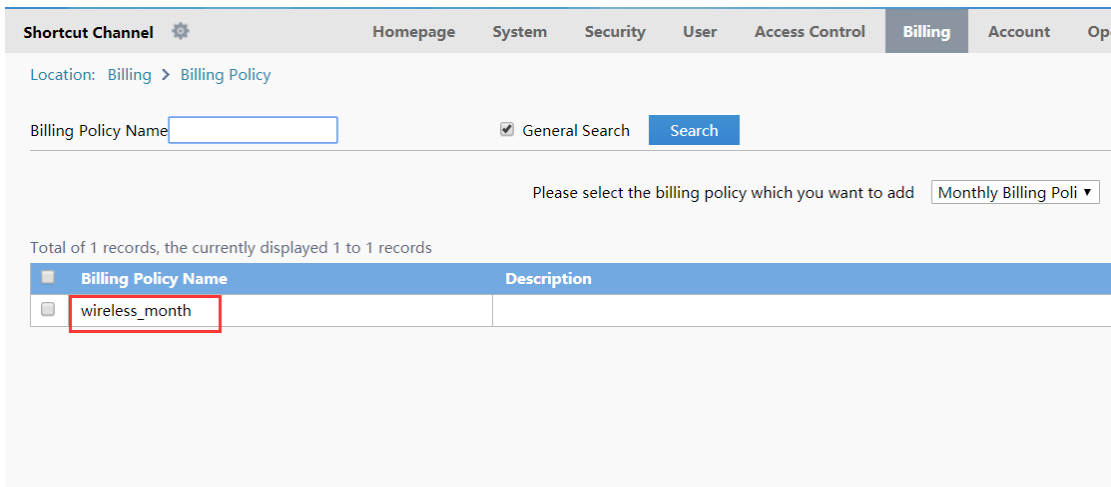 Shortcut Channel Homepage System Security User Access Control Billing Account Op
Location: Billing > Billing Policy
Billing Policy Name General Search Search
Please select the billing policy which you want to add Monthly Billing Poli
Total of 1 records, the currently displayed 1 to 1 records
Billing Policy Name Description
wireless_month